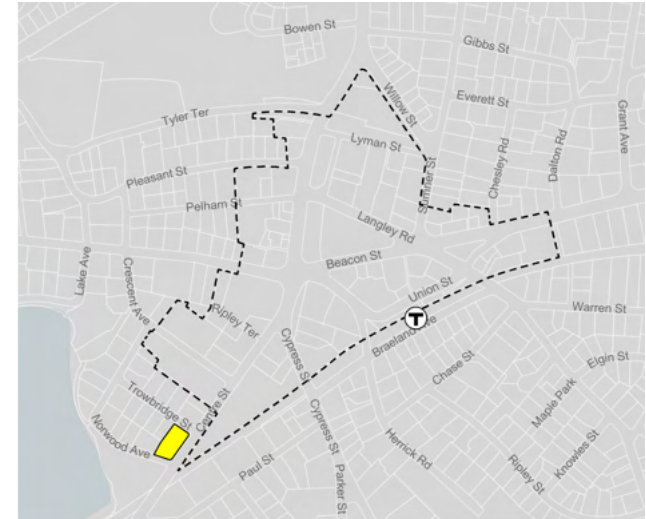 Bowen St
Gibbs St
Willow St
Everett St
Grant Ave
Tyler Ter
Lyman St
Sumner St
Chesley Rd
Dalton Rd
Pleasant St
Pelham St
Langley Rd
Lake Ave
Crescent Ave
Beacon St
Union St
T
Warren St
Ripley Ter
Cypress St
Braeland Ave
Chase St
Elgin St
Trowbridge St
Centre St
Maple Park
Norwood Ave
Cypress St
Herrick Rd
Knowles St
Paul St
Parker St
Ripley St